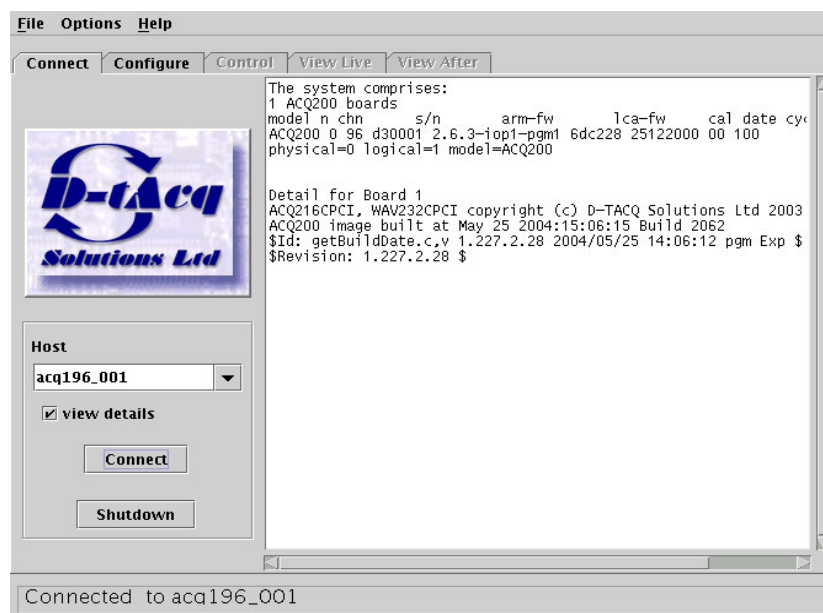 File Options Help
Connect Configure Control View Live View After
The system comprises:
1 ACQ200 boards
model n chn s/n arm-fw lca-fw cal date cy
ACQ200 0 96 d30001 2.6.3-iop1-pgm1 6dc228 25122000 00 100
physical=0 logical=1 model=ACQ200
Detail for Board 1
ACQ216CPCI, WAV232CPCI copyright (c) D-TACQ Solutions Ltd 2003
ACQ200 image built at May 25 2004:15:06:15 Build 2062
$Id: getBuildDate.c,v 1.227.2.28 2004/05/25 14:06:12 pgm Exp $
$Revision: 1.227.2.28 $
D-tAcq
Solutions Ltd
Host
acq196_001
view details
Connect
Shutdown
Connected to acq196_001